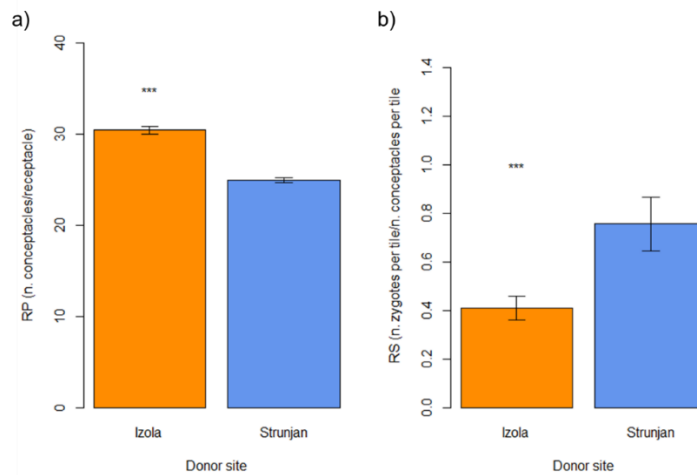 a)
RP (n. conceptacles/receptacle)
40
30
20
10
0
***
Izola
Strunjan
Donor site
b)
RS (n. zygotes per tile/n. conceptacles per tile
1.4
1.2
1.0
0.8
0.6
0.4
0.2
0.0
***
Izola
Strunjan
Donor site